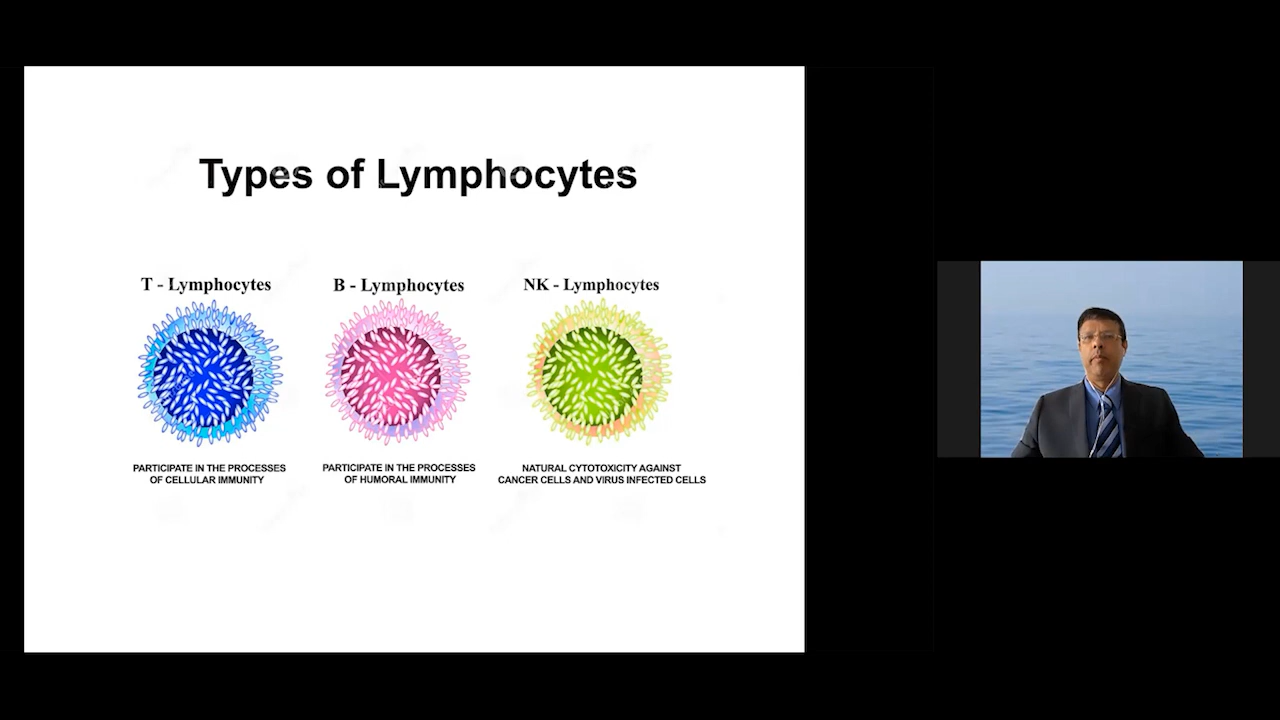 Types of Lymphocytes
T - Lymphocytes
B - Lymphocytes
NK - Lymphocytes
PARTICIPATE IN THE PROCESSES
OF CELLULAR IMMUNITY
PARTICIPATE IN THE PROCESSES
OF HUMORAL IMMUNITY
NATURAL CYTOTOXICITY AGAINST
CANCER CELLS AND VIRUS INFECTED CELLS